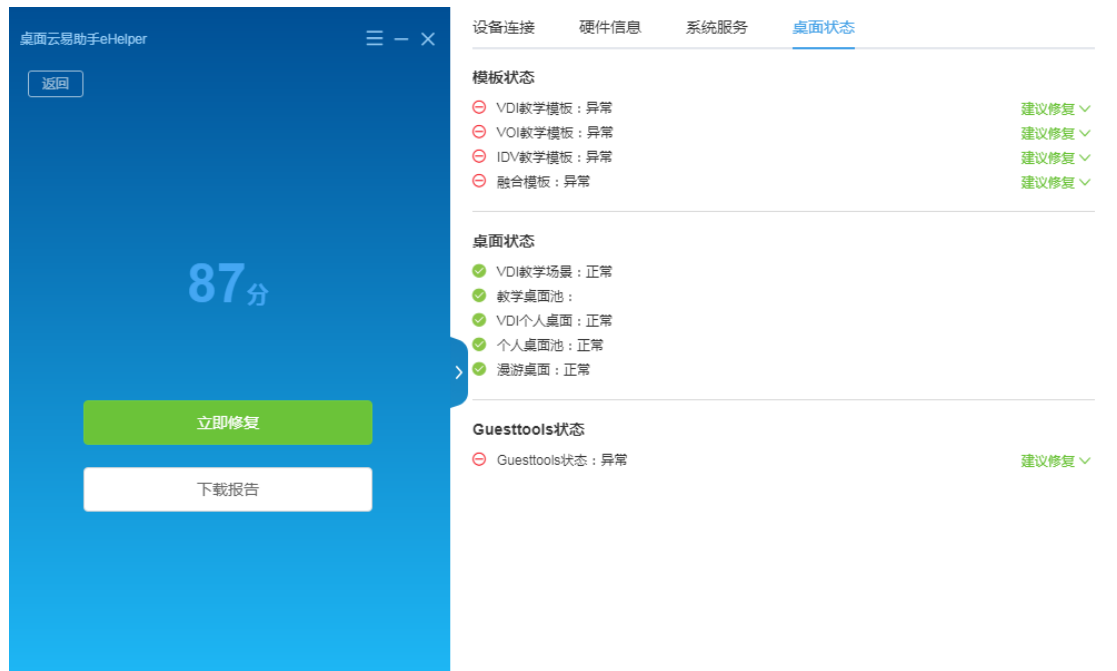 桌面云易助手eHelper
返回
87分
立即修复
下载报告
设备连接 硬件信息 系统服务 桌面状态
模板状态
VDI教学模板：异常 建议修复
VOI教学模板：异常 建议修复
IDV教学模板：异常 建议修复
融合模板：异常 建议修复
桌面状态
VDI教学场景：正常
教学桌面池：
VDI个人桌面：正常
个人桌面池：正常
漫游桌面：正常
Guesttools状态
Guesttools状态：异常 建议修复